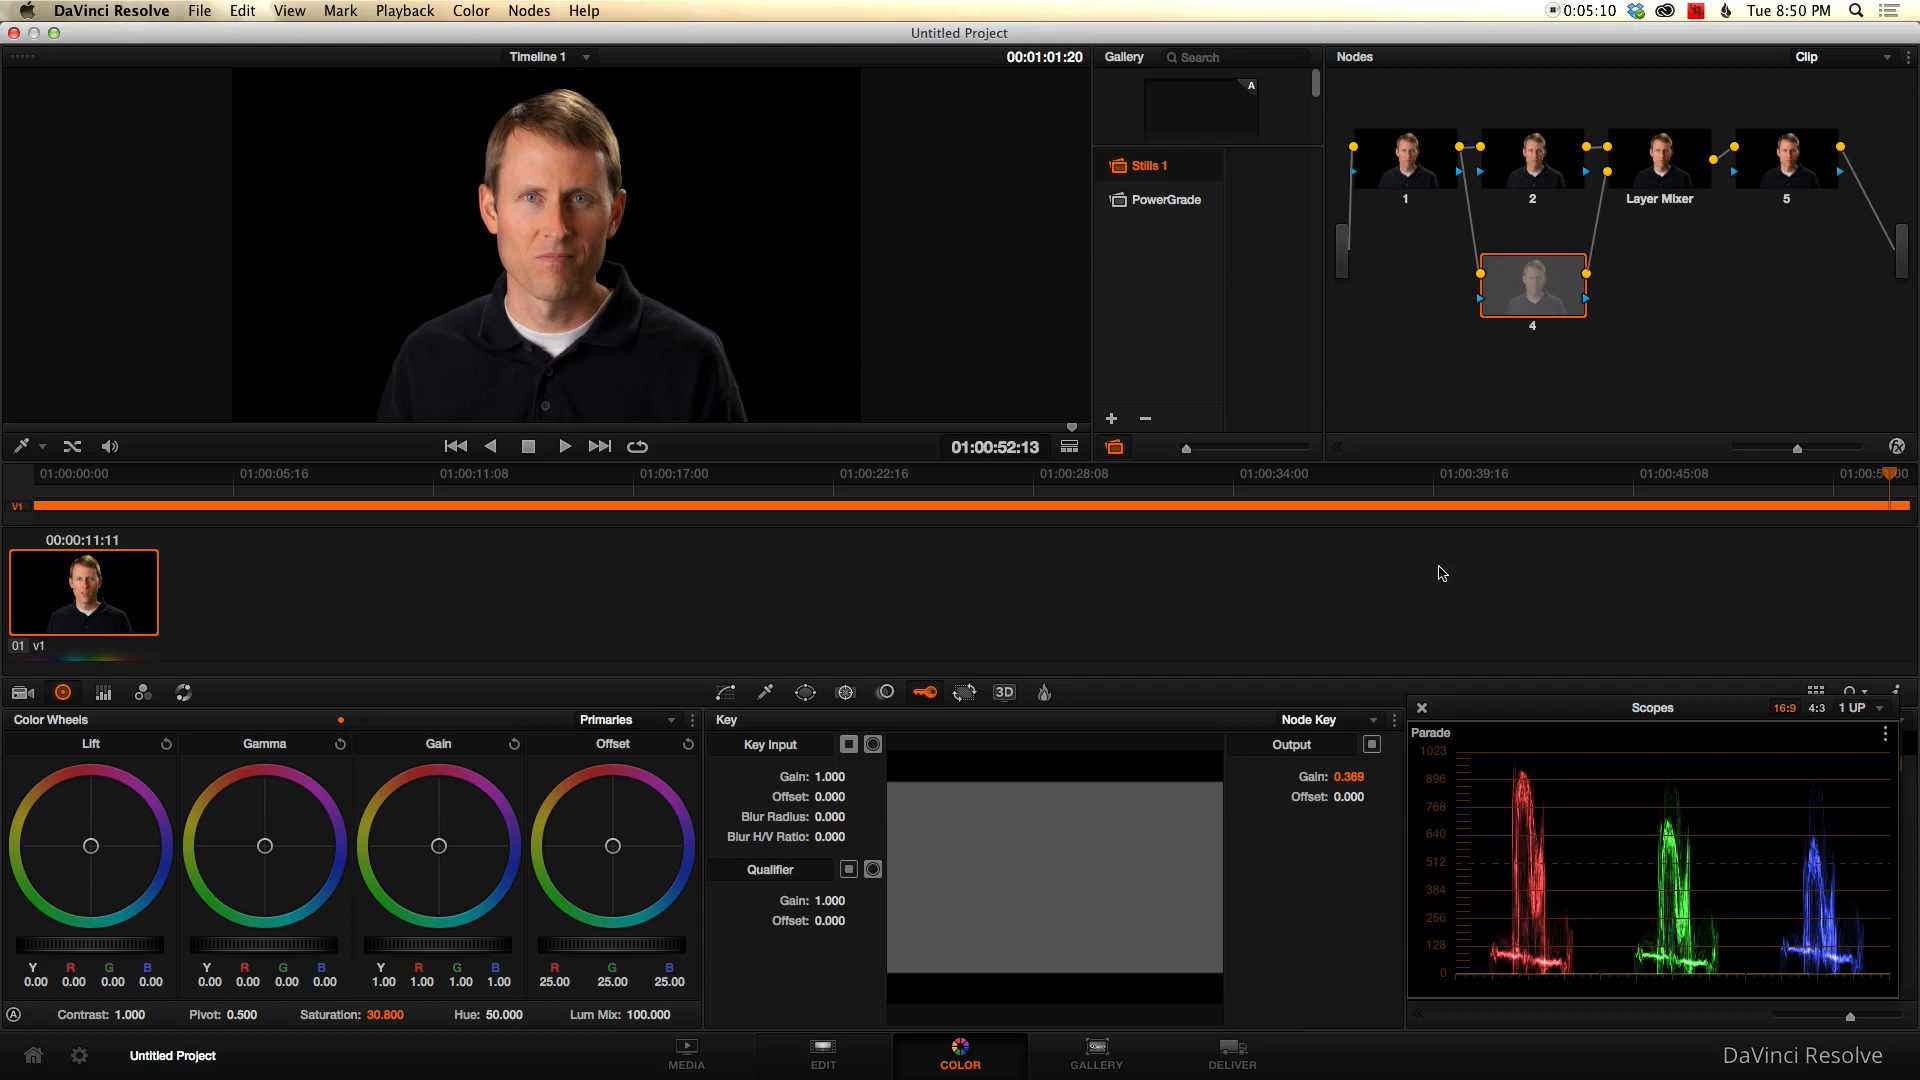 DaVinci Resolve File Edit View Mark Playback Color Nodes Help 0:05:10 Tue 8:50 PM
Untitled Project
Timeline 1 00:01:01:20 Gallery Search Nodes Clip
A
Stills 1
PowerGrade
1 2 Layer Mixer 5
4
01:00:52:13
01:00:00:00 01:00:05:16 01:00:11:08 01:00:17:00 01:00:22:16 01:00:28:08 01:00:34:00 01:00:39:16 01:00:45:08
V1
00:00:11:11
01 v1
3D
Color Wheels Primaries Key Node Key Scopes 16:9 4:3 1 UP
Lift Gamma Gain Offset Key Input Output Parade
1023
896
768
640
512
384
256
128
0
Gain: 1.000 Gain: 0.369
Offset: 0.000 Offset: 0.000
Blur Radius: 0.000
Blur H/V Ratio: 0.000
Qualifier
Gain: 1.000
Offset: 0.000
Y R G B Y R G B Y R G B R G B
0.00 0.00 0.00 0.00 0.00 0.00 0.00 0.00 1.00 1.00 1.00 1.00 25.00 25.00 25.00
A Contrast: 1.000 Pivot: 0.500 Saturation: 30.800 Hue: 50.000 Lum Mix: 100.000
Untitled Project MEDIA EDIT COLOR GALLERY DELIVER DaVinci Resolve